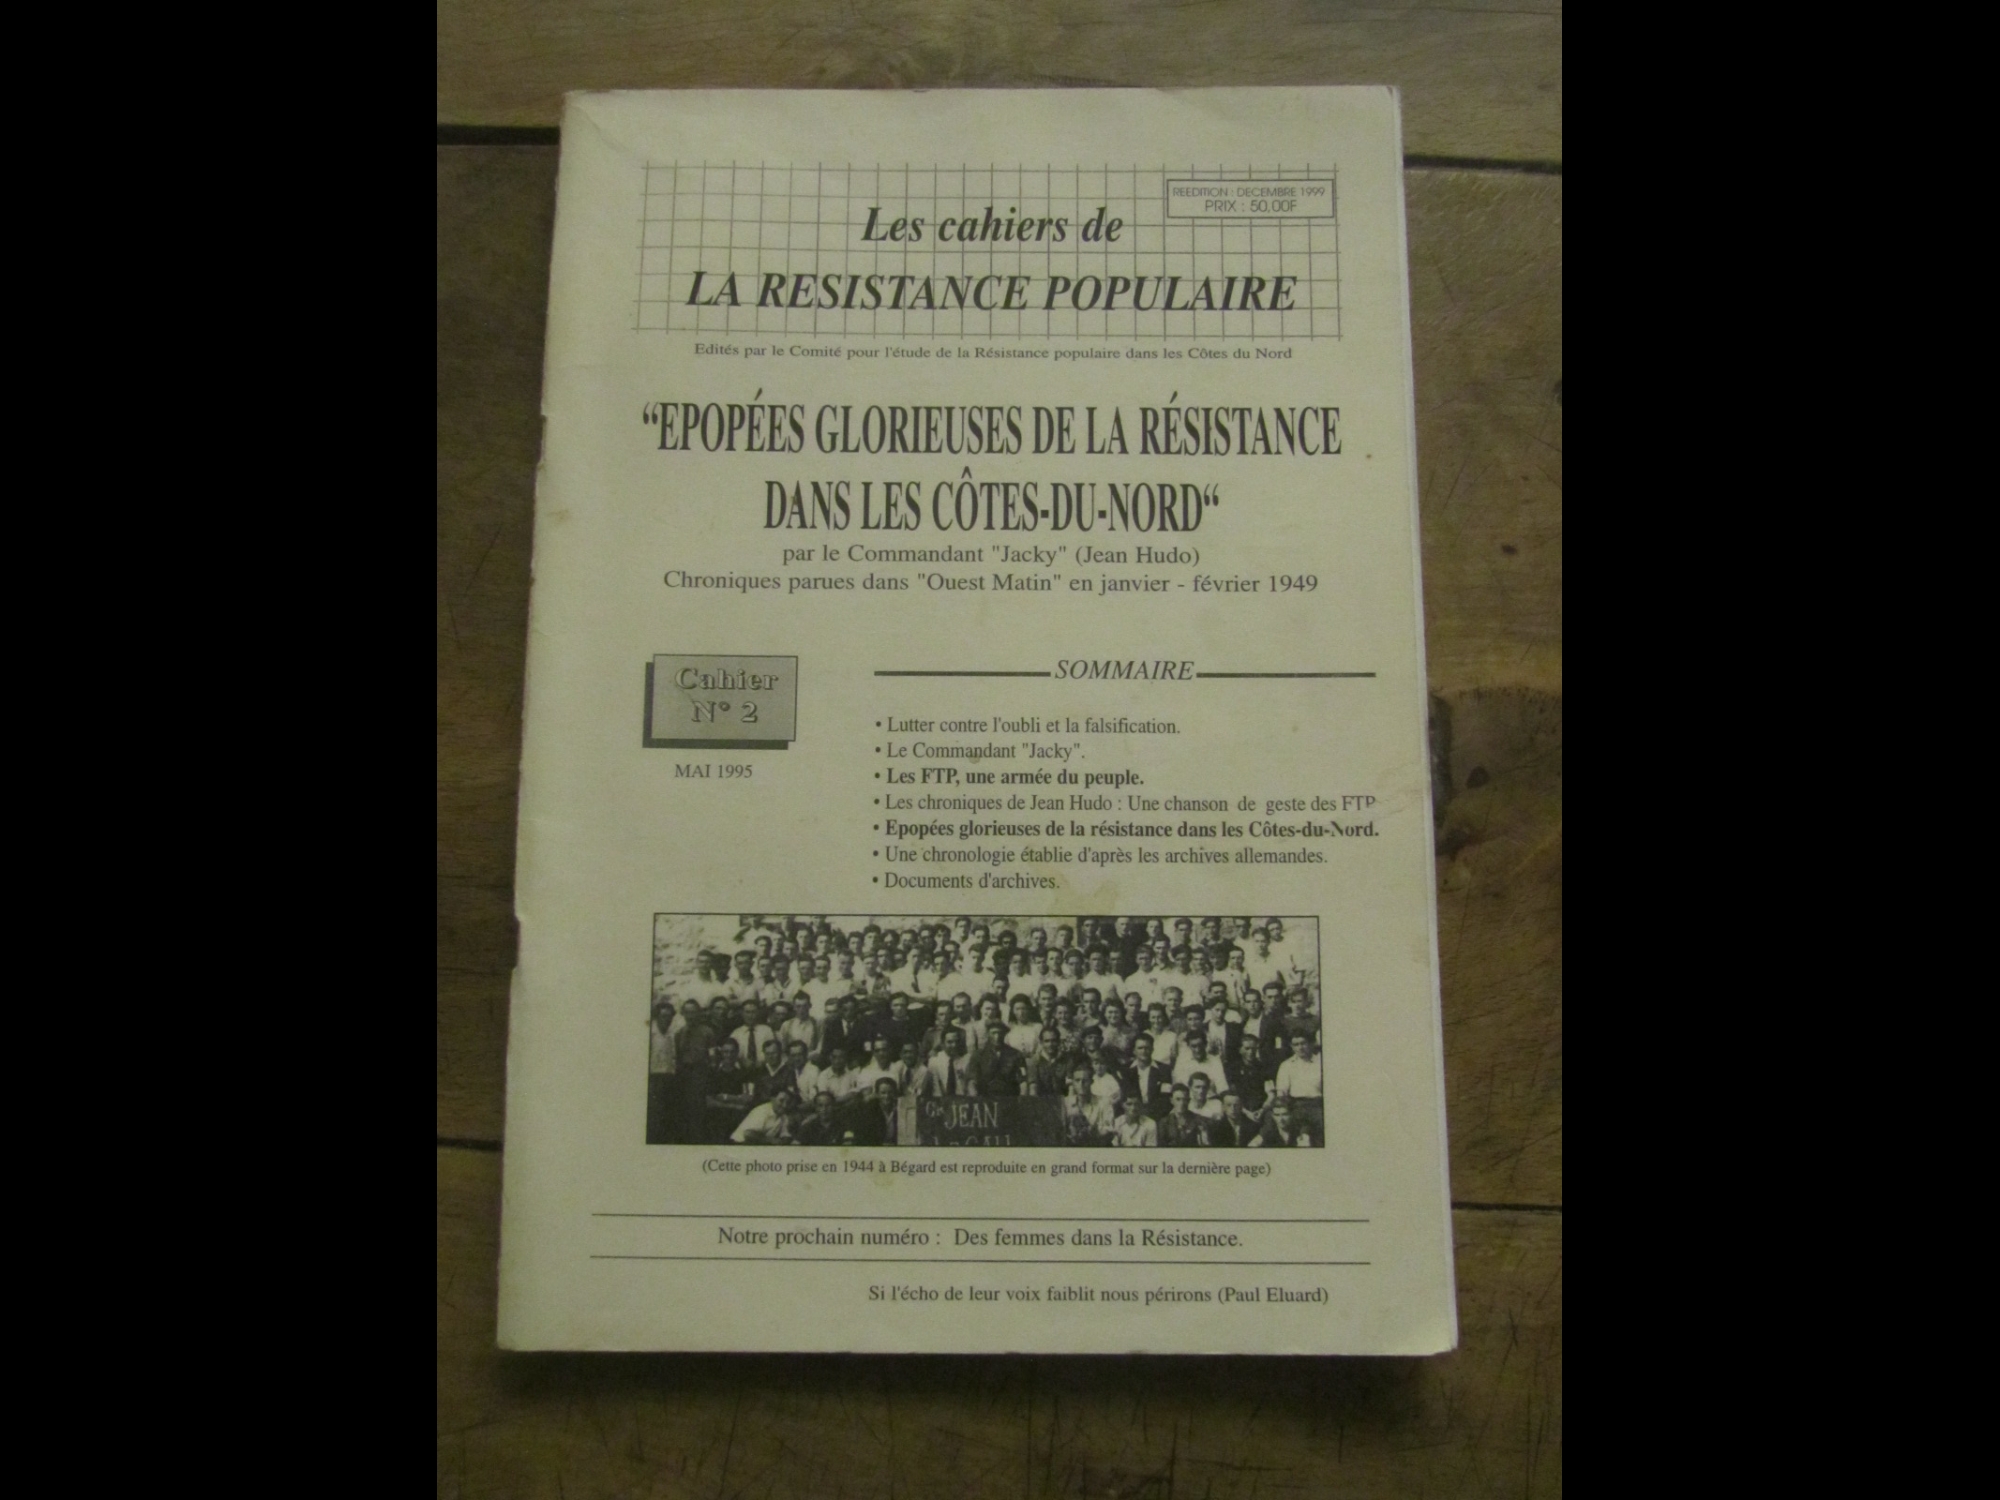 REEDITION : DECEMBRE 1999
PRIX : 50,00F
Les cahiers de
LA RESISTANCE POPULAIRE
Edités par le Comité pour l'étude de la Résistance populaire dans les Côtes du Nord
“EPOPÉES GLORIEUSES DE LA RÉSISTANCE
DANS LES CÔTES-DU-NORD“
par le Commandant "Jacky" (Jean Hudo)
Chroniques parues dans "Ouest Matin" en janvier - février 1949
Cahier
N° 2
MAI 1995
SOMMAIRE
• Lutter contre l'oubli et la falsification.
• Le Commandant "Jacky".
• Les FTP, une armée du peuple.
• Les chroniques de Jean Hudo : Une chanson de geste des FTP
• Epopées glorieuses de la résistance dans les Côtes-du-Nord.
• Une chronologie établie d'après les archives allemandes.
• Documents d'archives.
JEAN
(Cette photo prise en 1944 à Bégard est reproduite en grand format sur la dernière page)
Notre prochain numéro : Des femmes dans la Résistance.
Si l'écho de leur voix faiblit nous périrons (Paul Eluard)